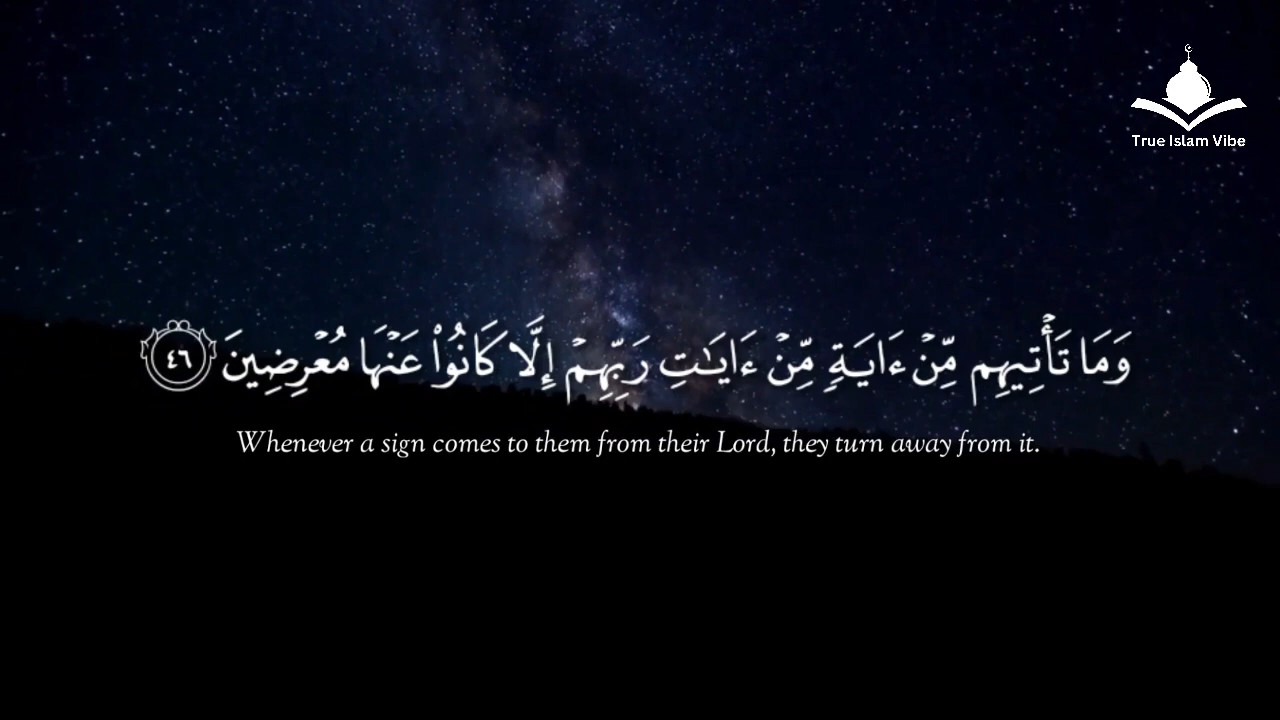 True Islam Vibe
وَمَا تَأْتِيهِم مِّنْ ءَايَةٍ مِّنْ ءَايَٰتِ رَبِّهِمْ إِلَّا كَانُوا۟ عَنْهَا مُعْرِضِينَ ٤٦
Whenever a sign comes to them from their Lord, they turn away from it.